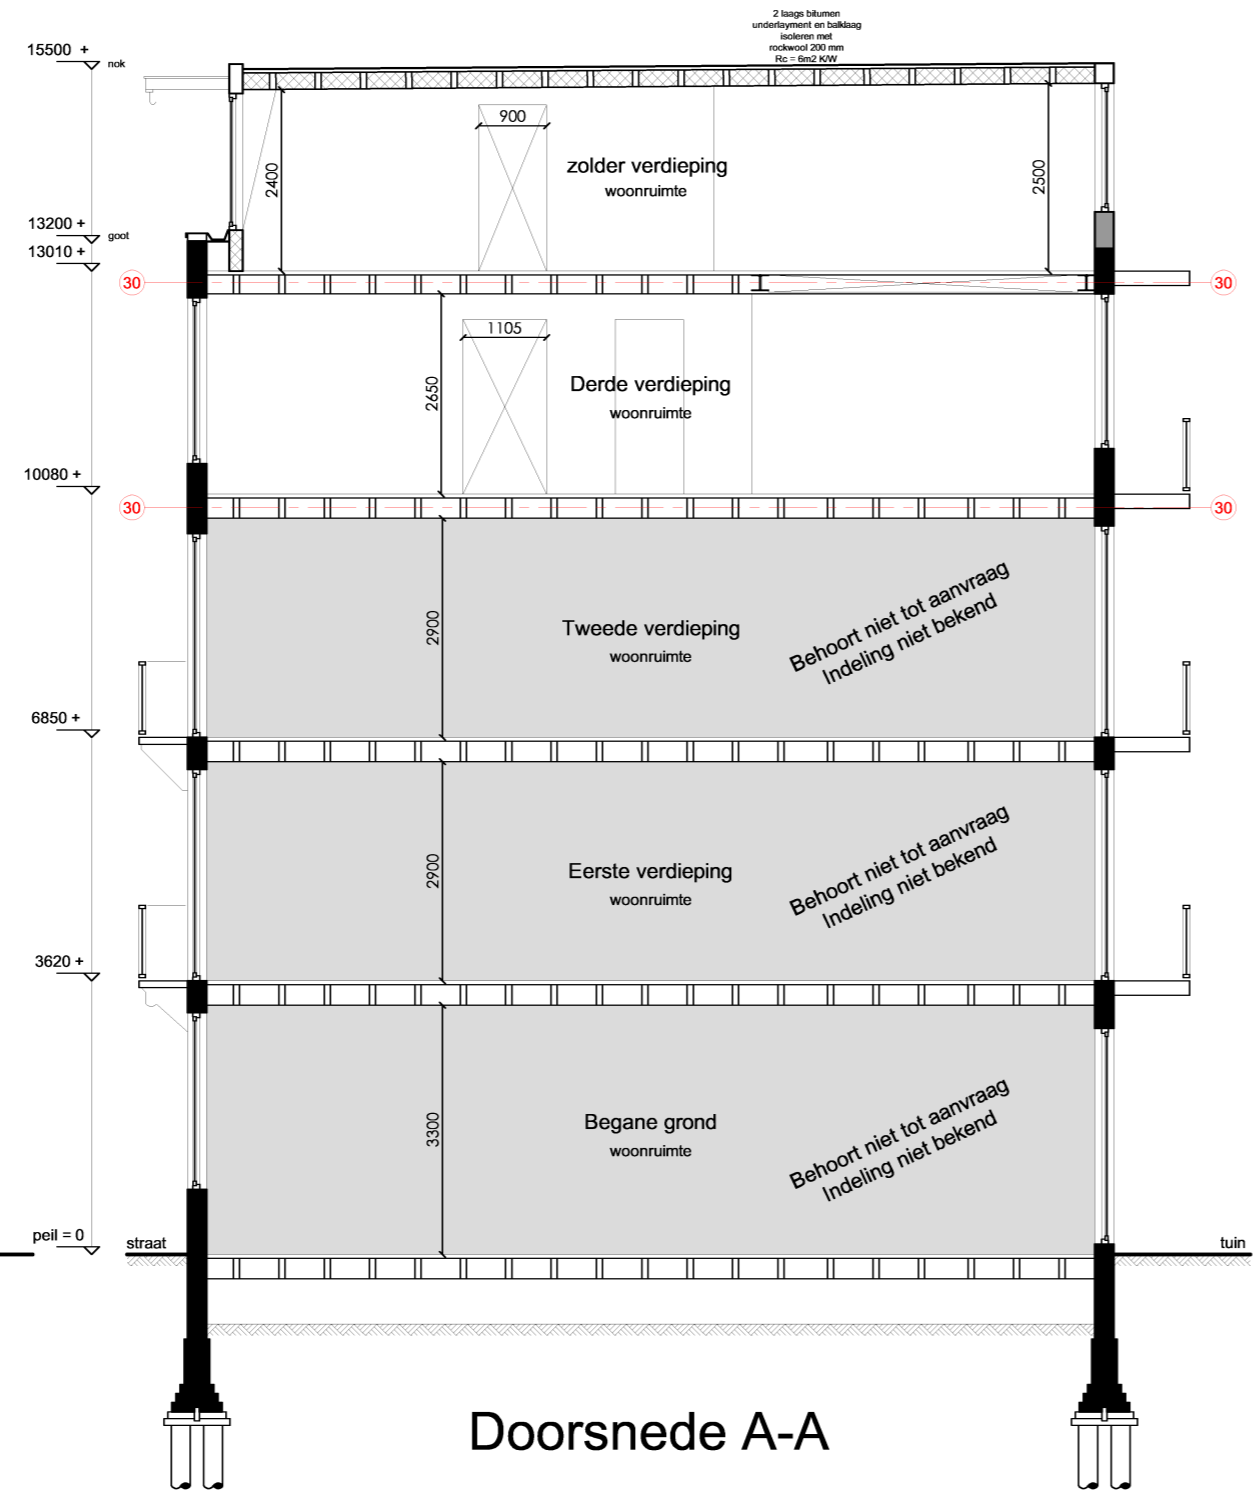 2 laags bitumen
underlayment en balklaag
isoleren met
rockwool 200 mm
Rc = 6m2 K/W
15500 +
nok
900
zolder verdieping
woonruimte
2400
2500
13200 +
goot
13010 +
30
30
1105
Derde verdieping
woonruimte
2650
10080 +
30
30
Tweede verdieping
woonruimte
2900
Behoort niet tot aanvraag
Indeling niet bekend
6850 +
Eerste verdieping
woonruimte
2900
Behoort niet tot aanvraag
Indeling niet bekend
3620 +
Begane grond
woonruimte
3300
Behoort niet tot aanvraag
Indeling niet bekend
peil = 0
straat
tuin
Doorsnede A-A